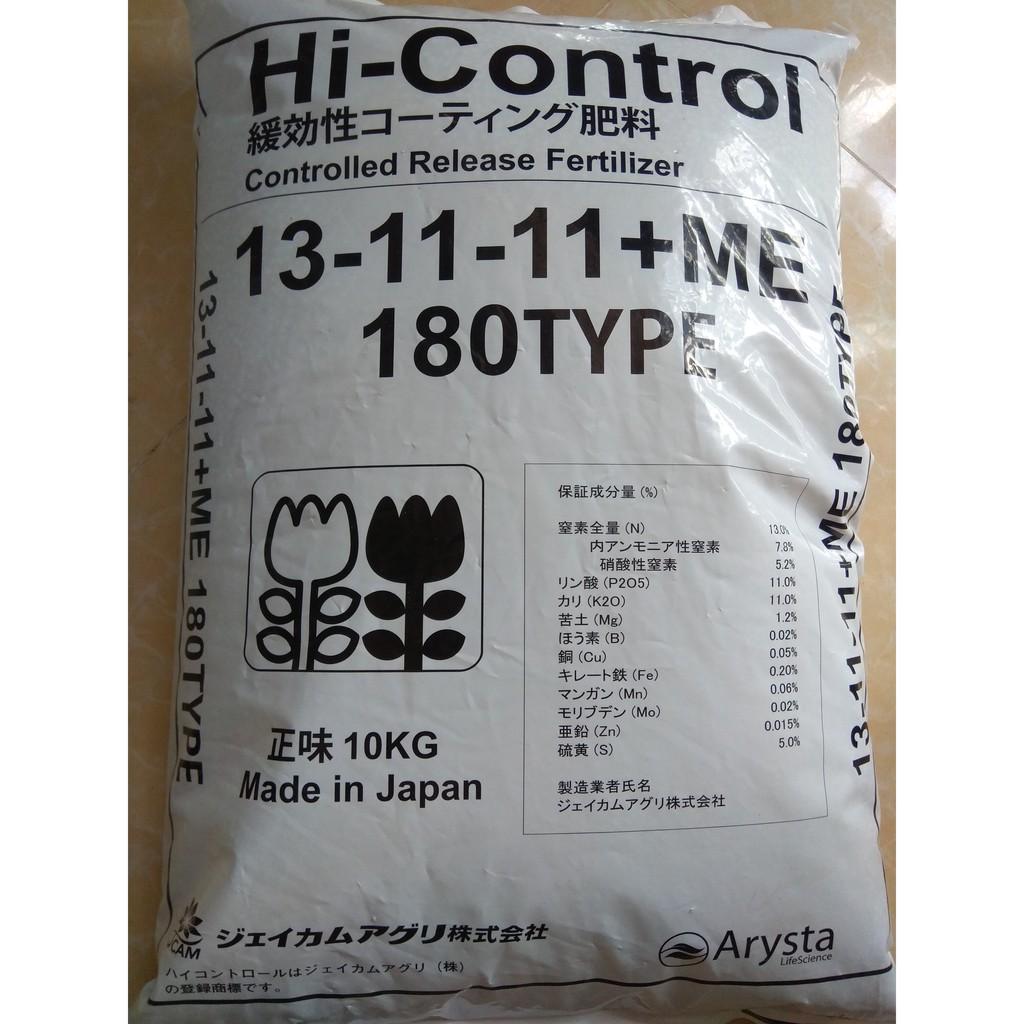 Hi-Control
緩効性コーティング肥料
Controlled Release Fertilizer
13-11-11+ME
180TYPE
13-11-11+ME 180TYPE
13-11-11+ME 180TYPE
保証成分量(%)
窒素全量(N) 13.0%
内アンモニア性窒素 7.8%
硝酸性窒素 5.2%
リン酸(P2O5) 11.0%
カリ(K2O) 11.0%
苦土(Mg) 1.2%
ほう素(B) 0.02%
銅(Cu) 0.05%
キレート鉄(Fe) 0.20%
マンガン(Mn) 0.06%
モリブデン(Mo) 0.02%
亜鉛(Zn) 0.015%
硫黄(S) 5.0%
製造業者氏名
ジェイカムアグリ株式会社
正味 10KG
Made in Japan
JCAM
ジェイカムアグリ株式会社
ハイコントロールはジェイカムアグリ(株)
の登録商標です。
Arysta
LifeScience